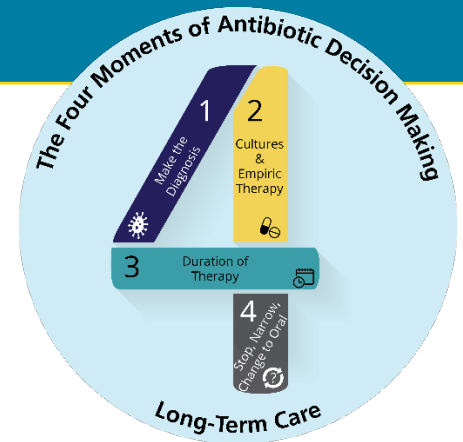 The Four Moments of Antibiotic Decision Making
1
Make the
Diagnosis
2
Cultures
&
Empiric
Therapy
3
Duration of
Therapy
4
Stop, Narrow,
Change to Oral
?
Long-Term Care